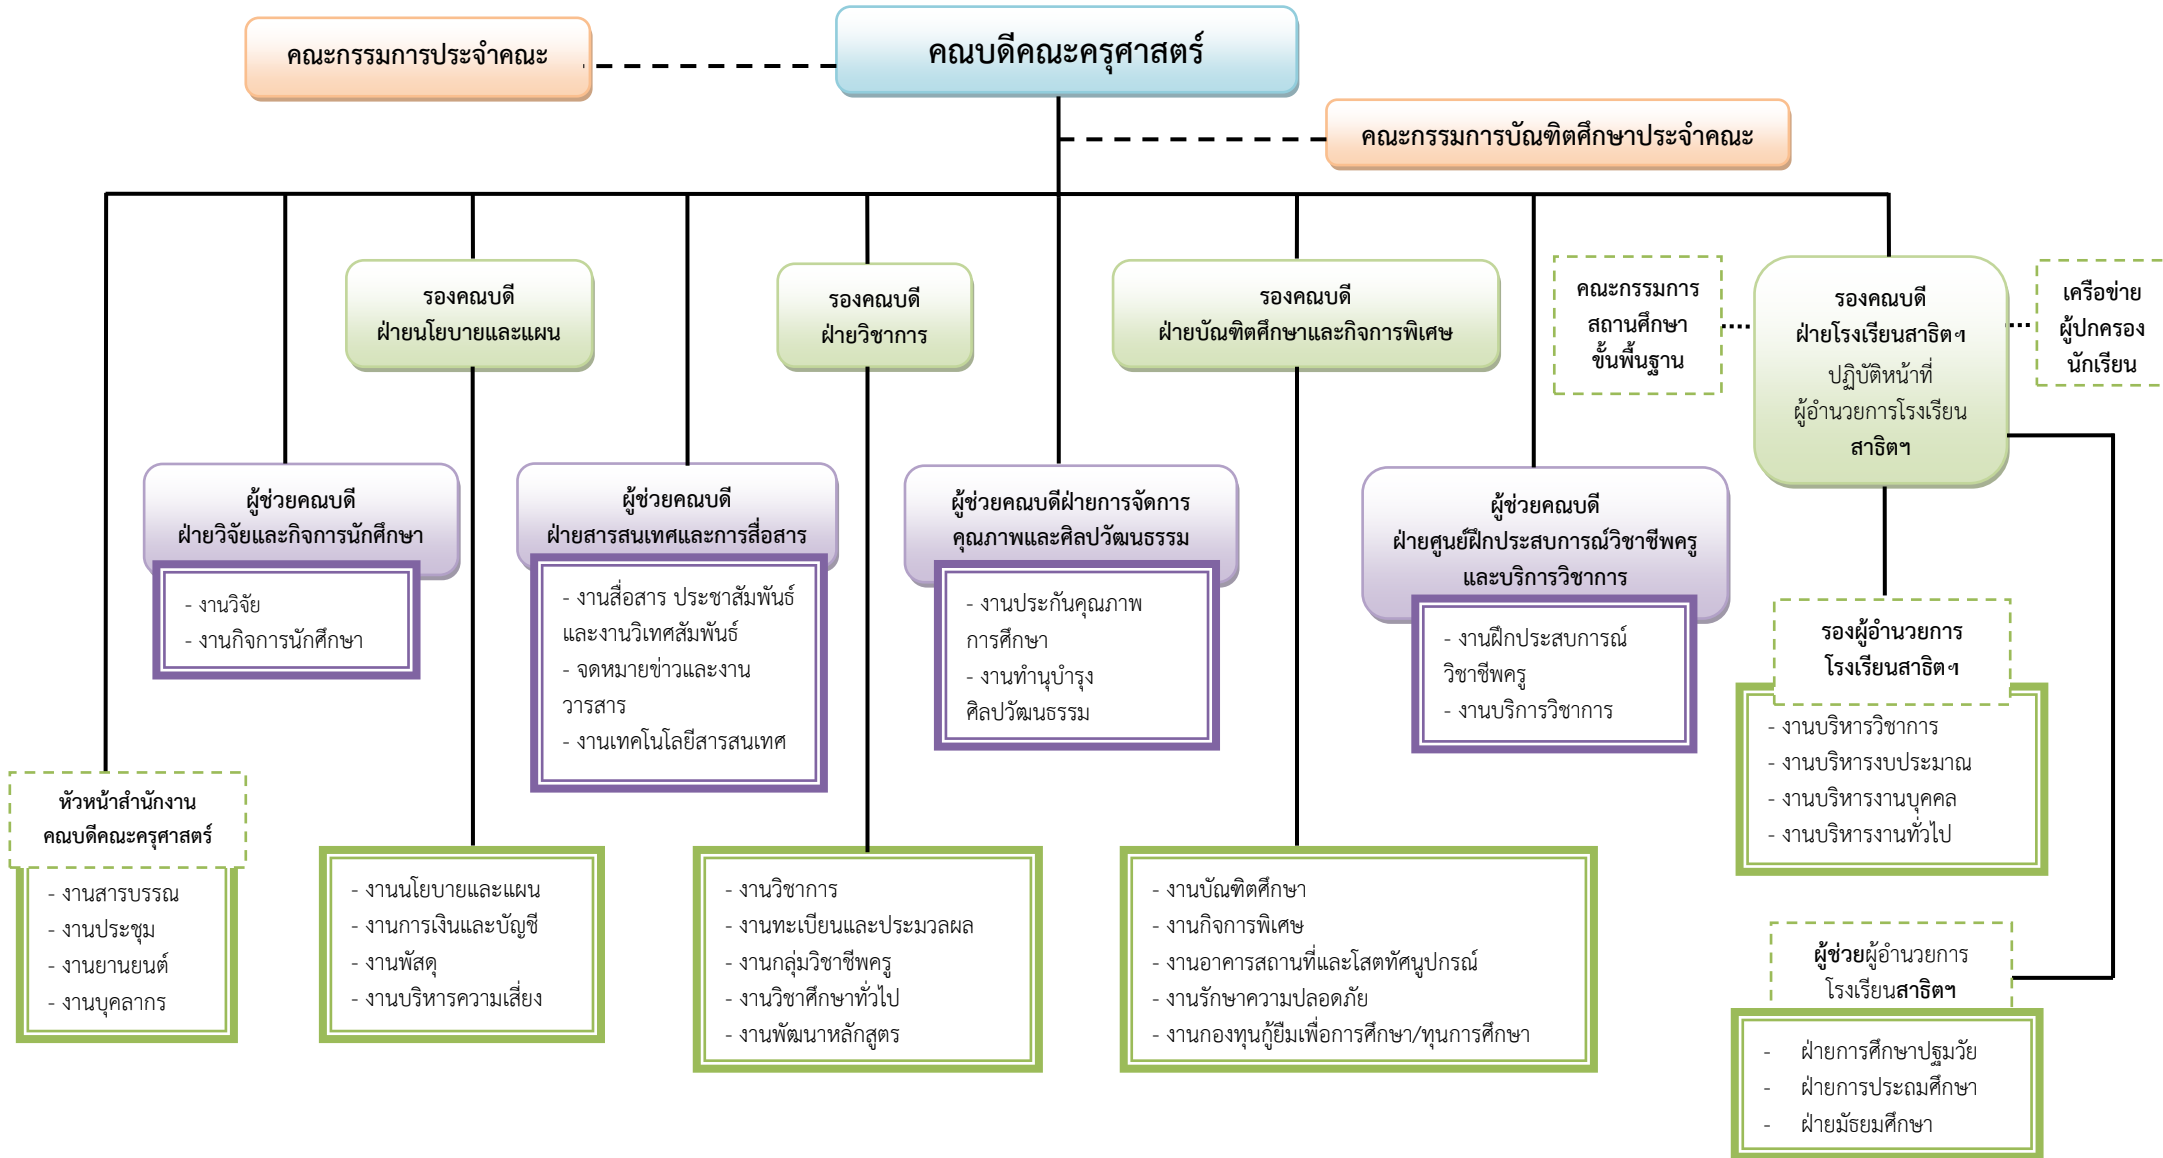 คณะกรรมการประจำคณะ
คณบดีคณะครุศาสตร์
คณะกรรมการบัณฑิตศึกษาประจำคณะ
รองคณบดี
ฝ่ายนโยบายและแผน
รองคณบดี
ฝ่ายวิชาการ
รองคณบดี
ฝ่ายบัณฑิตศึกษาและกิจการพิเศษ
คณะกรรมการ
สถานศึกษา
ขั้นพื้นฐาน
รองคณบดี
ฝ่ายโรงเรียนสาธิตฯ
ปฏิบัติหน้าที่
ผู้อำนวยการโรงเรียน
สาธิตฯ
เครือข่าย
ผู้ปกครอง
นักเรียน
ผู้ช่วยคณบดี
ฝ่ายวิจัยและกิจการนักศึกษา
- งานวิจัย
- งานกิจการนักศึกษา
ผู้ช่วยคณบดี
ฝ่ายสารสนเทศและการสื่อสาร
- งานสื่อสาร ประชาสัมพันธ์
และงานวิเทศสัมพันธ์
- จดหมายข่าวและงาน
วารสาร
- งานเทคโนโลยีสารสนเทศ
ผู้ช่วยคณบดีฝ่ายการจัดการ
คุณภาพและศิลปวัฒนธรรม
- งานประกันคุณภาพ
การศึกษา
- งานทำนุบำรุง
ศิลปวัฒนธรรม
ผู้ช่วยคณบดี
ฝ่ายศูนย์ฝึกประสบการณ์วิชาชีพครู
และบริการวิชาการ
- งานฝึกประสบการณ์
วิชาชีพครู
- งานบริการวิชาการ
รองผู้อำนวยการ
โรงเรียนสาธิตฯ
- งานบริหารวิชาการ
- งานบริหารงบประมาณ
- งานบริหารงานบุคคล
- งานบริหารงานทั่วไป
หัวหน้าสำนักงาน
คณบดีคณะครุศาสตร์
- งานสารบรรณ
- งานประชุม
- งานยานยนต์
- งานบุคลากร
- งานนโยบายและแผน
- งานการเงินและบัญชี
- งานพัสดุ
- งานบริหารความเสี่ยง
- งานวิชาการ
- งานทะเบียนและประมวลผล
- งานกลุ่มวิชาชีพครู
- งานวิชาศึกษาทั่วไป
- งานพัฒนาหลักสูตร
- งานบัณฑิตศึกษา
- งานกิจการพิเศษ
- งานอาคารสถานที่และโสตทัศนูปกรณ์
- งานรักษาความปลอดภัย
- งานกองทุนกู้ยืมเพื่อการศึกษา/ทุนการศึกษา
ผู้ช่วยผู้อำนวยการ
โรงเรียนสาธิตฯ
- ฝ่ายการศึกษาปฐมวัย
- ฝ่ายการประถมศึกษา
- ฝ่ายมัธยมศึกษา